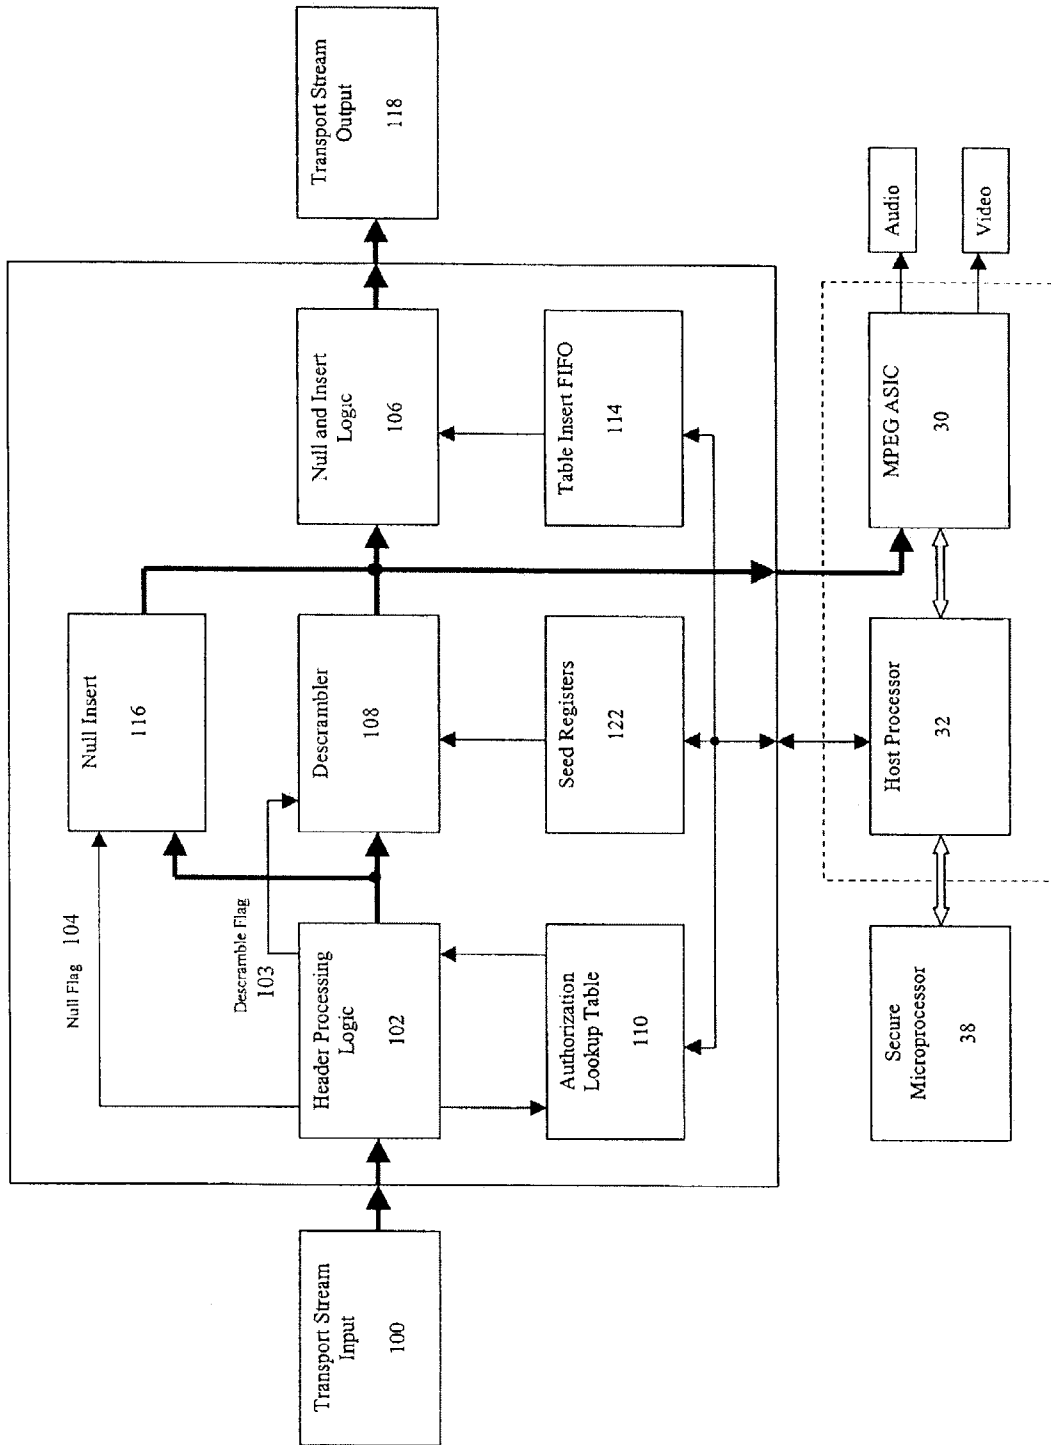 Null Flag 104
Null Insert
116
Descramble Flag
103
Transport Stream
Input
100
Header Processing
Logic
102
Descrambler
108
Null and Insert
Logic
106
Transport Stream
Output
118
Authorization
Lookup Table
110
Seed Registers
122
Table Insert FIFO
114
Secure
Microprocessor
38
Host Processor
32
MPEG ASIC
30
Audio
Video